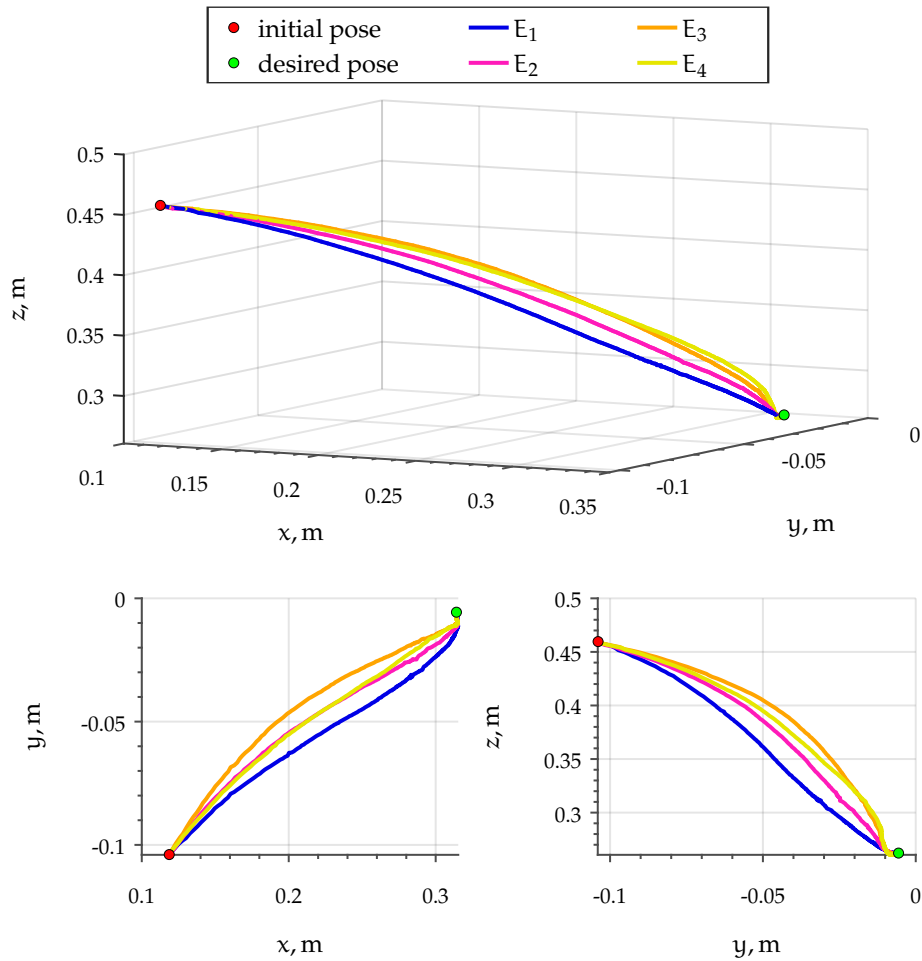 initial pose E₁ E₃
desired pose E₂ E₄
0.5
0.45
0.4
0.35
0.3
z, m
0.1 0.15 0.2 0.25 0.3 0.35
x, m
-0.1 -0.05 0
y, m
0
-0.05
-0.1
y, m
0.1 0.2 0.3
x, m
0.5
0.45
0.4
0.35
0.3
z, m
-0.1 -0.05 0
y, m